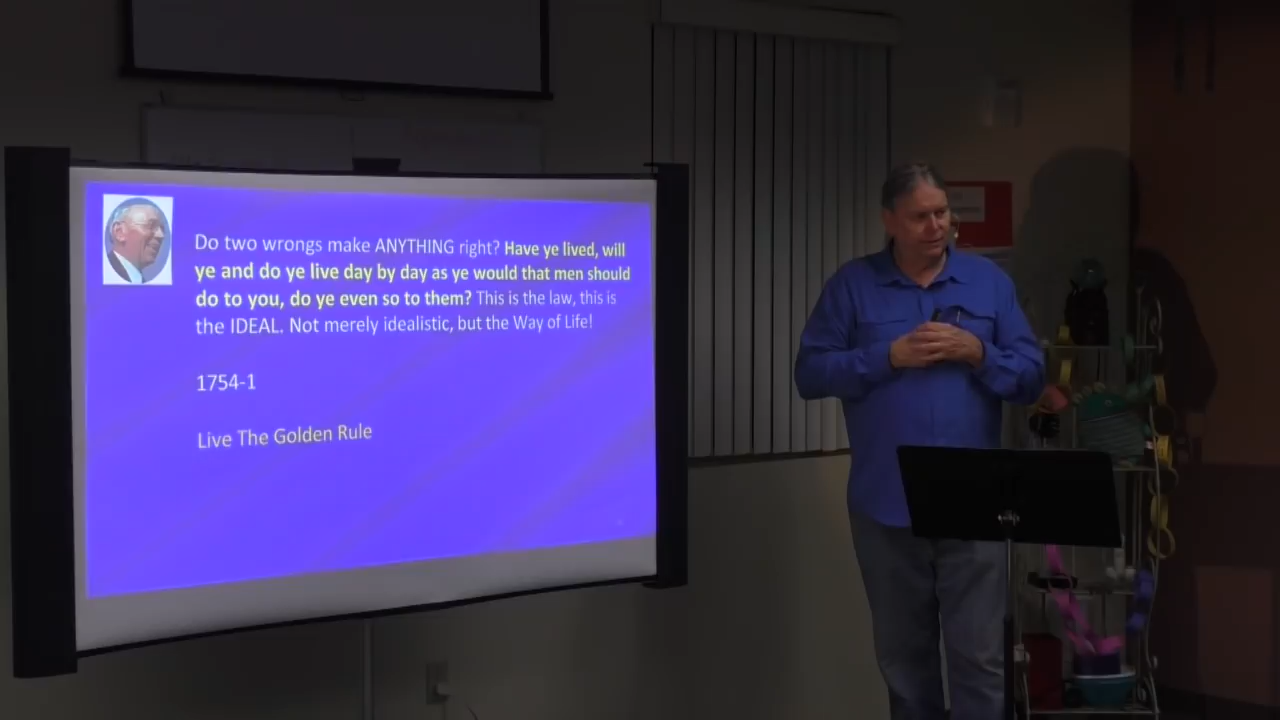 Do two wrongs make ANYTHING right? Have ye lived, will
ye and do ye live day by day as ye would that men should
do to you, do ye even so to them? This is the law, this is
the IDEAL. Not merely idealistic, but the Way of Life!
1754-1
Live The Golden Rule